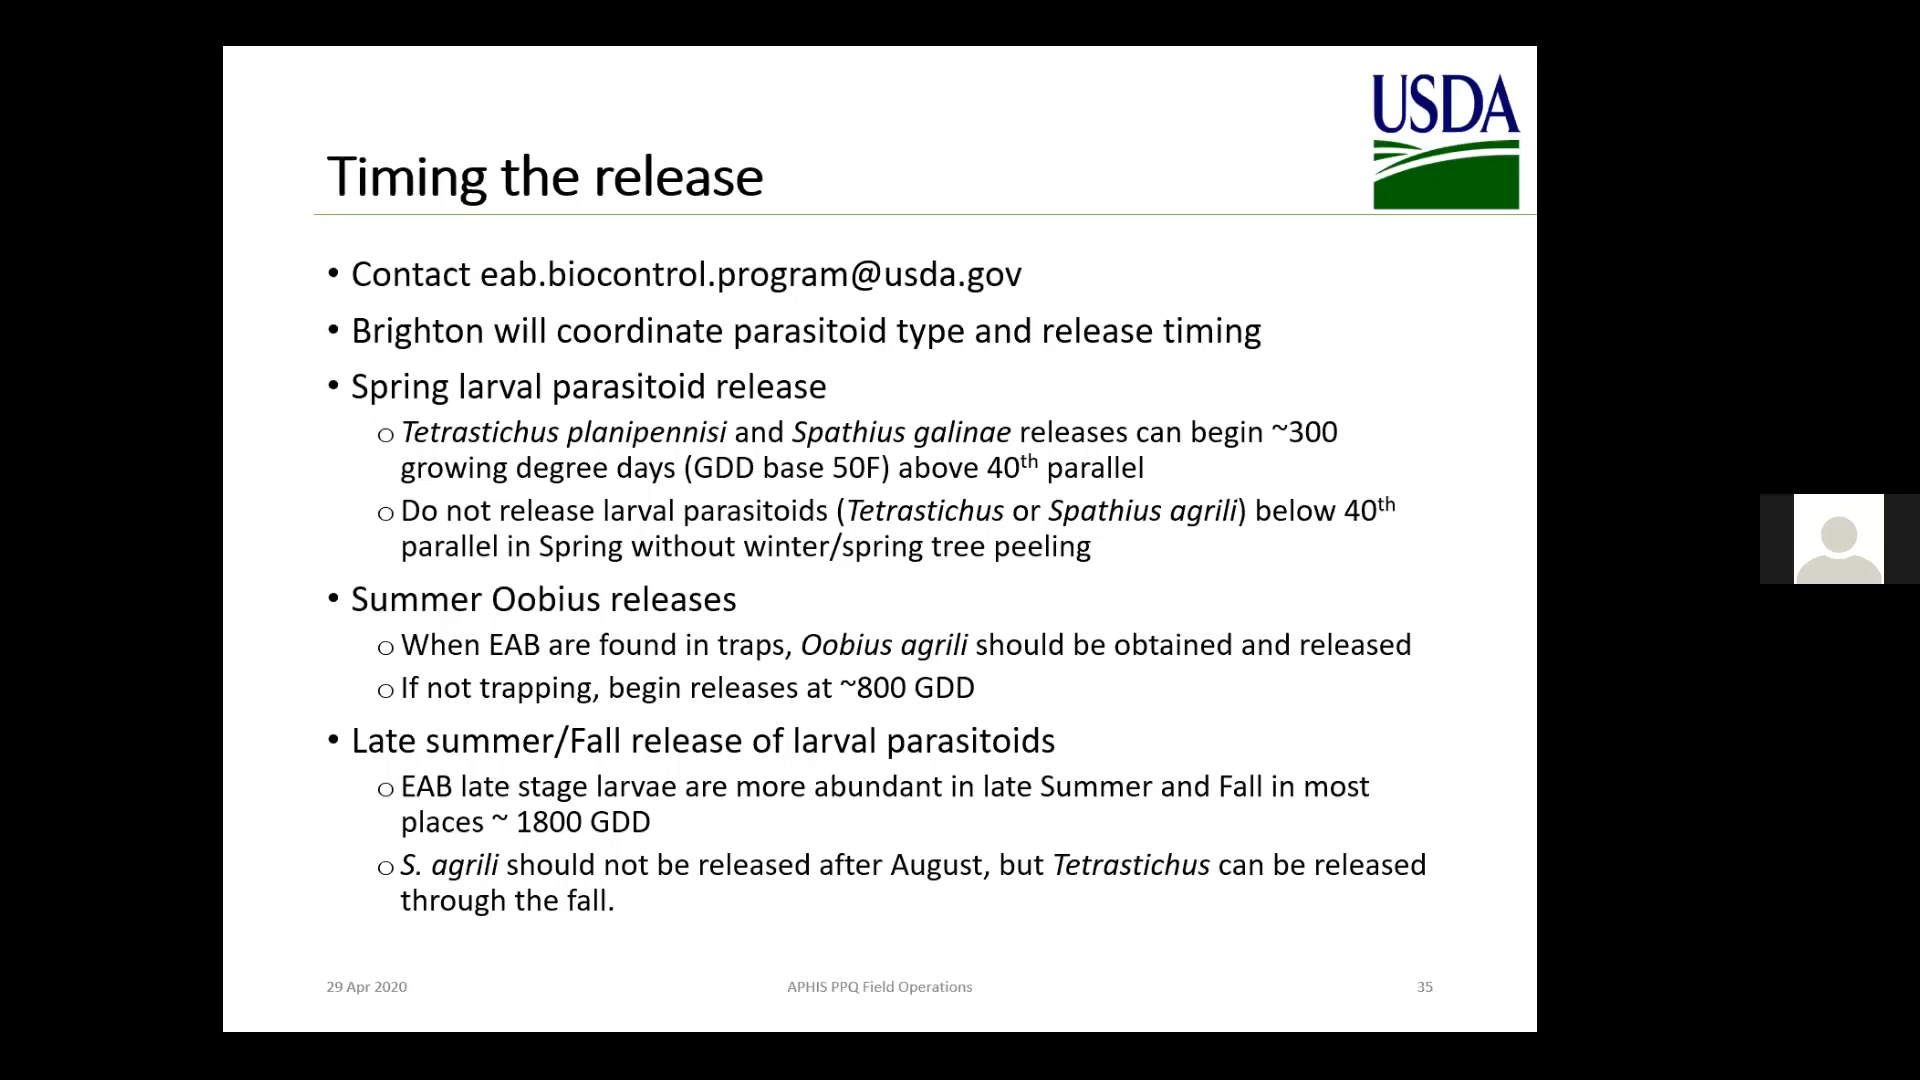 USDA
Timing the release
• Contact eab.biocontrol.program@usda.gov
• Brighton will coordinate parasitoid type and release timing
• Spring larval parasitoid release
o Tetrastichus planipennisi and Spathius galinae releases can begin ~300
growing degree days (GDD base 50F) above 40th parallel
o Do not release larval parasitoids (Tetrastichus or Spathius agrili) below 40th
parallel in Spring without winter/spring tree peeling
• Summer Oobius releases
o When EAB are found in traps, Oobius agrili should be obtained and released
o If not trapping, begin releases at ~800 GDD
• Late summer/Fall release of larval parasitoids
o EAB late stage larvae are more abundant in late Summer and Fall in most
places ~ 1800 GDD
o S. agrili should not be released after August, but Tetrastichus can be released
through the fall.
29 Apr 2020
APHIS PPQ Field Operations
35